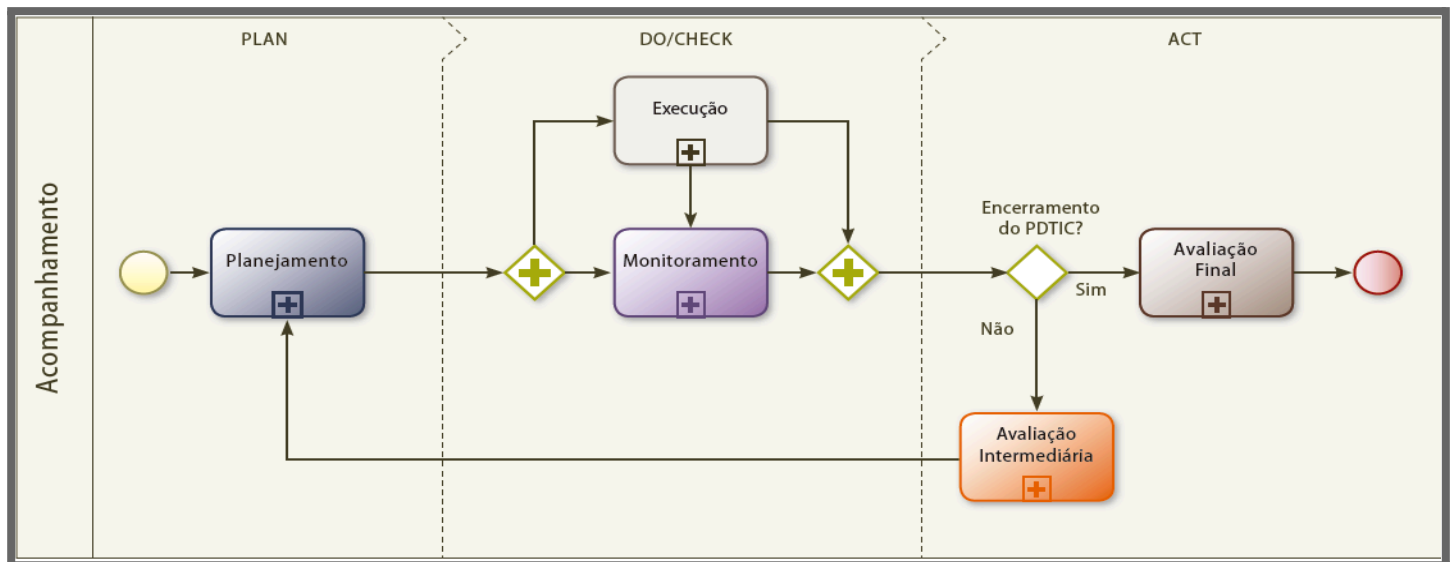 Acompanhamento
PLAN
DO/CHECK
ACT
Planejamento
Execução
Monitoramento
Encerramento
do PDTIC?
Sim
Não
Avaliação
Final
Avaliação
Intermediária